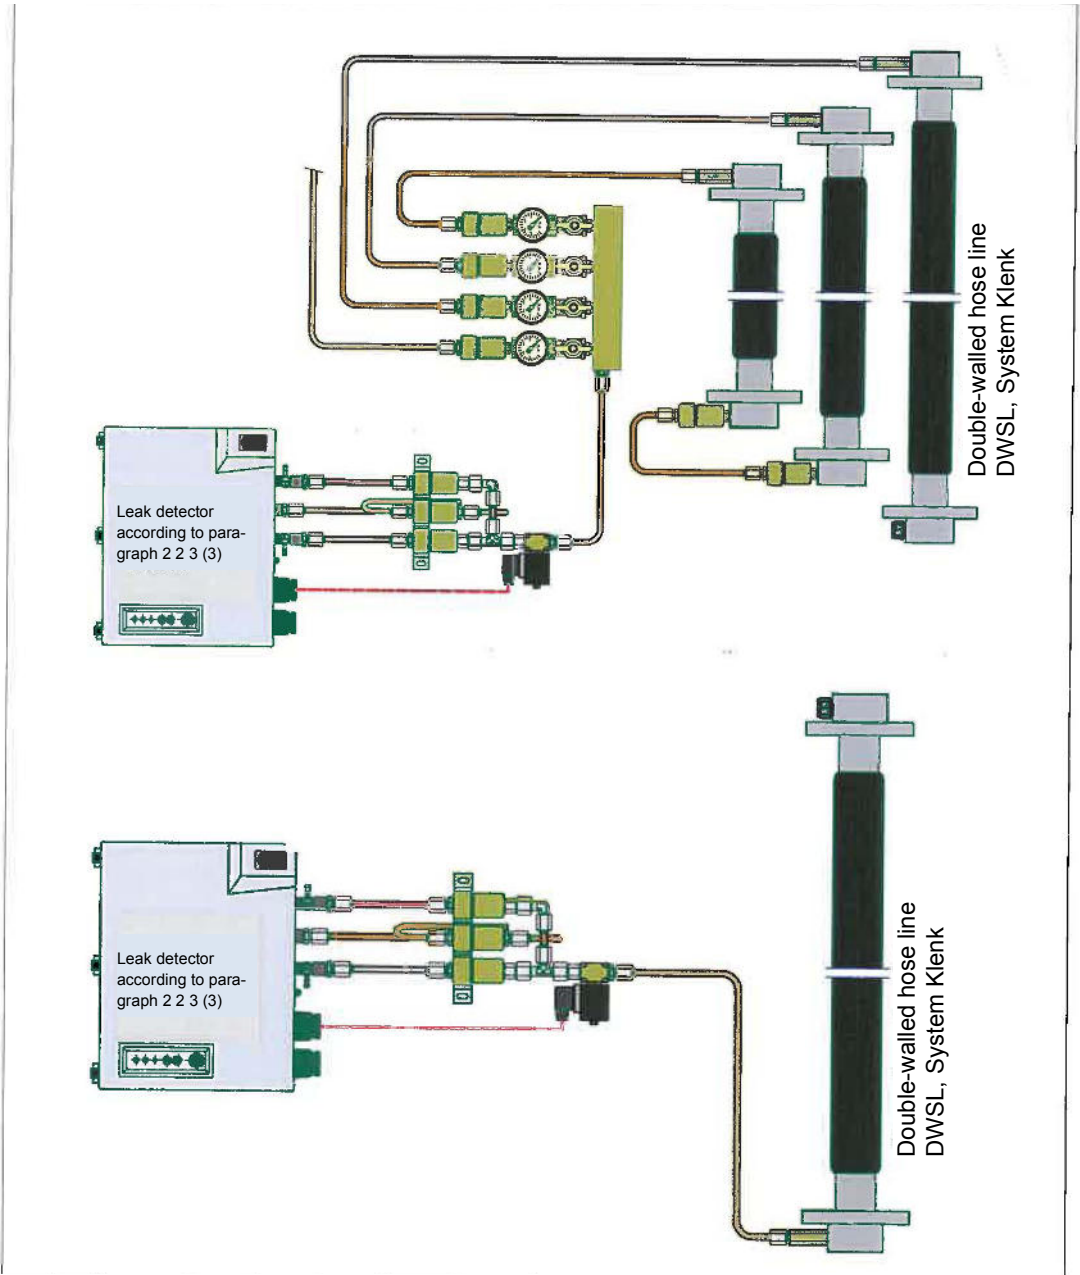 Double-walled hose line
DWSL, System Klenk
Leak detector
according to para-
graph 2 2 3 (3)
Leak detector
according to para-
graph 2 2 3 (3)
Double-walled hose line
DWSL, System Klenk